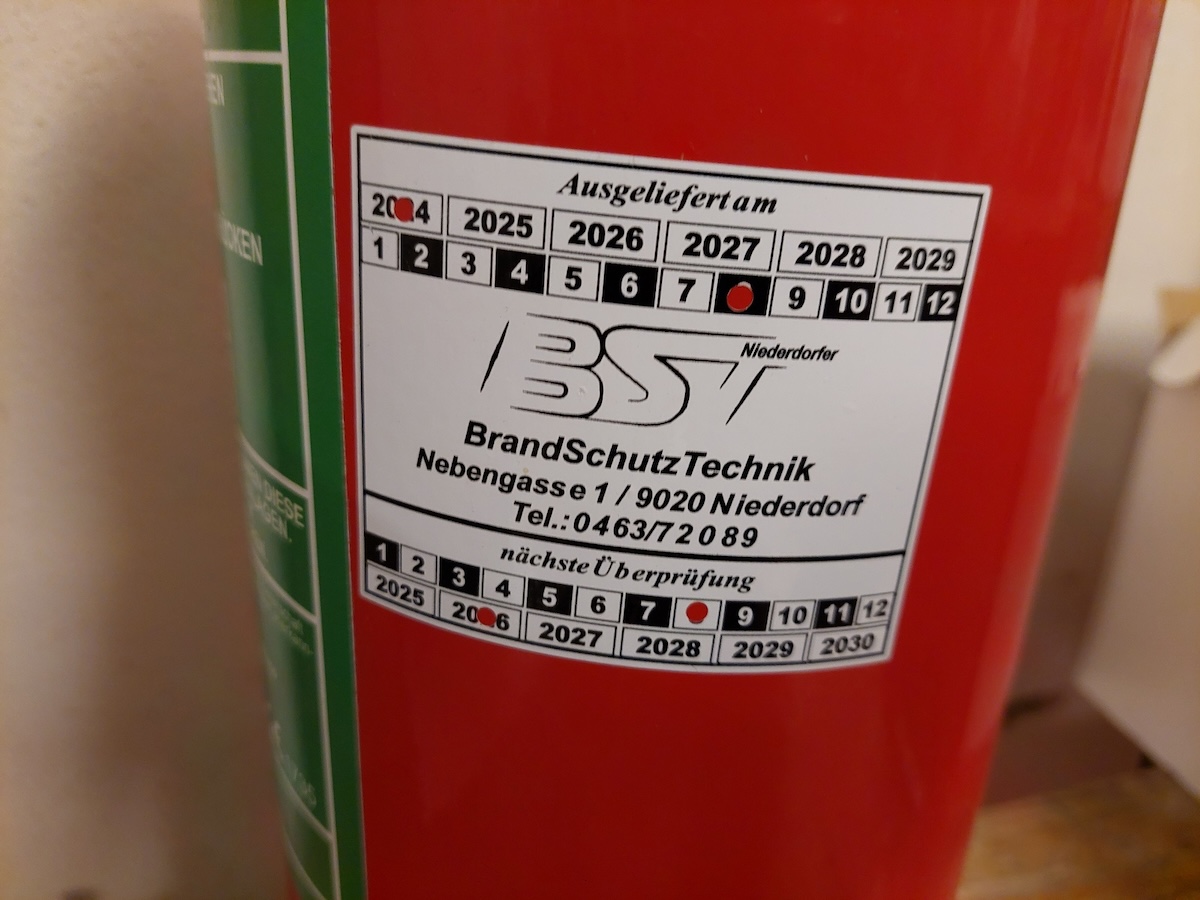 Ausgeliefert am
2025 2026 2027 2028 2029
1 2 3 4 5 6 7 9 10 11 12
BST Niederdorfer
BrandSchutzTechnik
Nebengasse 1 / 9020 Niederdorf
Tel.: 0463/72089
nächste Überprüfung
1 2 3 4 5 6 7 9 10 11 12
2025 2027 2028 2029 2030
DIESE